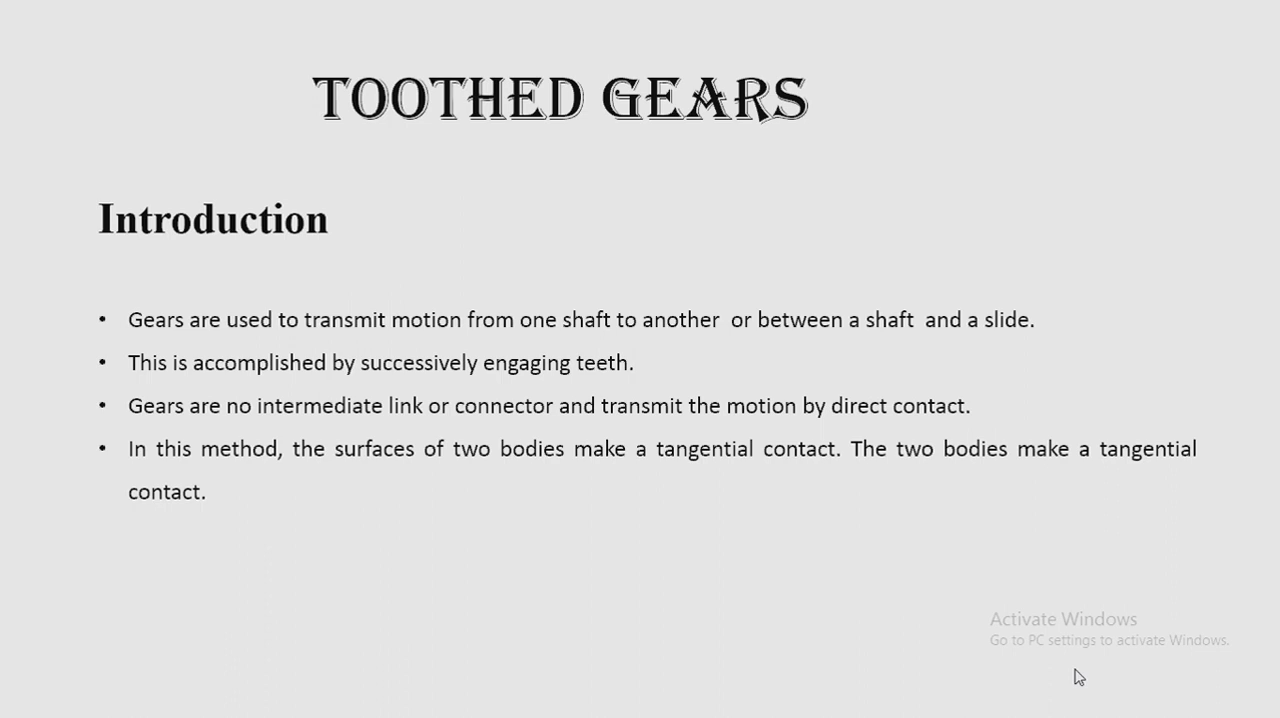 TOOTHED GEARS
Introduction
• Gears are used to transmit motion from one shaft to another  or between a shaft  and a slide.
• This is accomplished by successively engaging teeth.
• Gears are no intermediate link or connector and transmit the motion by direct contact.
• In this method, the surfaces of two bodies make a tangential contact. The two bodies make a tangential
contact.
Activate Windows
Go to PC settings to activate Windows.